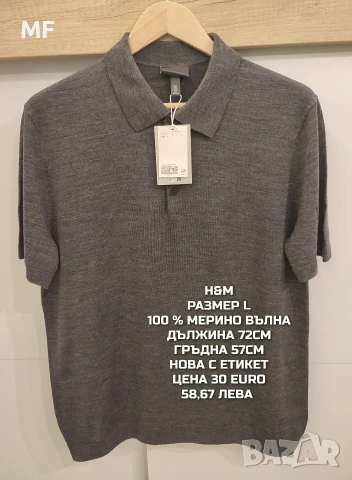 MF
H&M
РАЗМЕР L
100 % МЕРИНО ВЪЛНА
ДЪЛЖИНА 72СМ
ГРЪДНА 57СМ
НОВА С ЕТИКЕТ
ЦЕНА 30 EURO
58,67 ЛЕВА
BAZAR